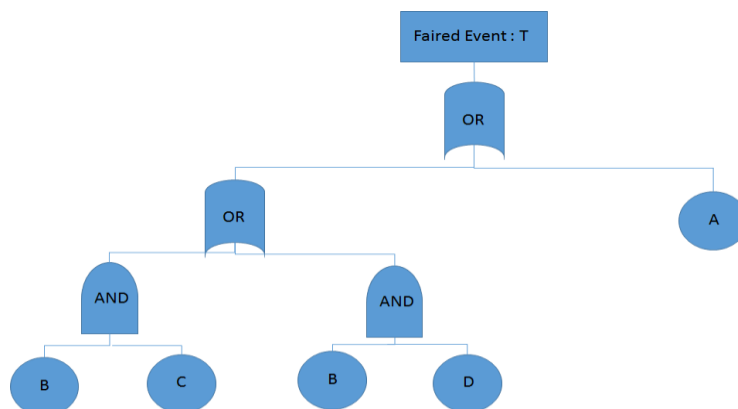 Faired Event : T
OR
OR
A
AND
AND
B
C
B
D